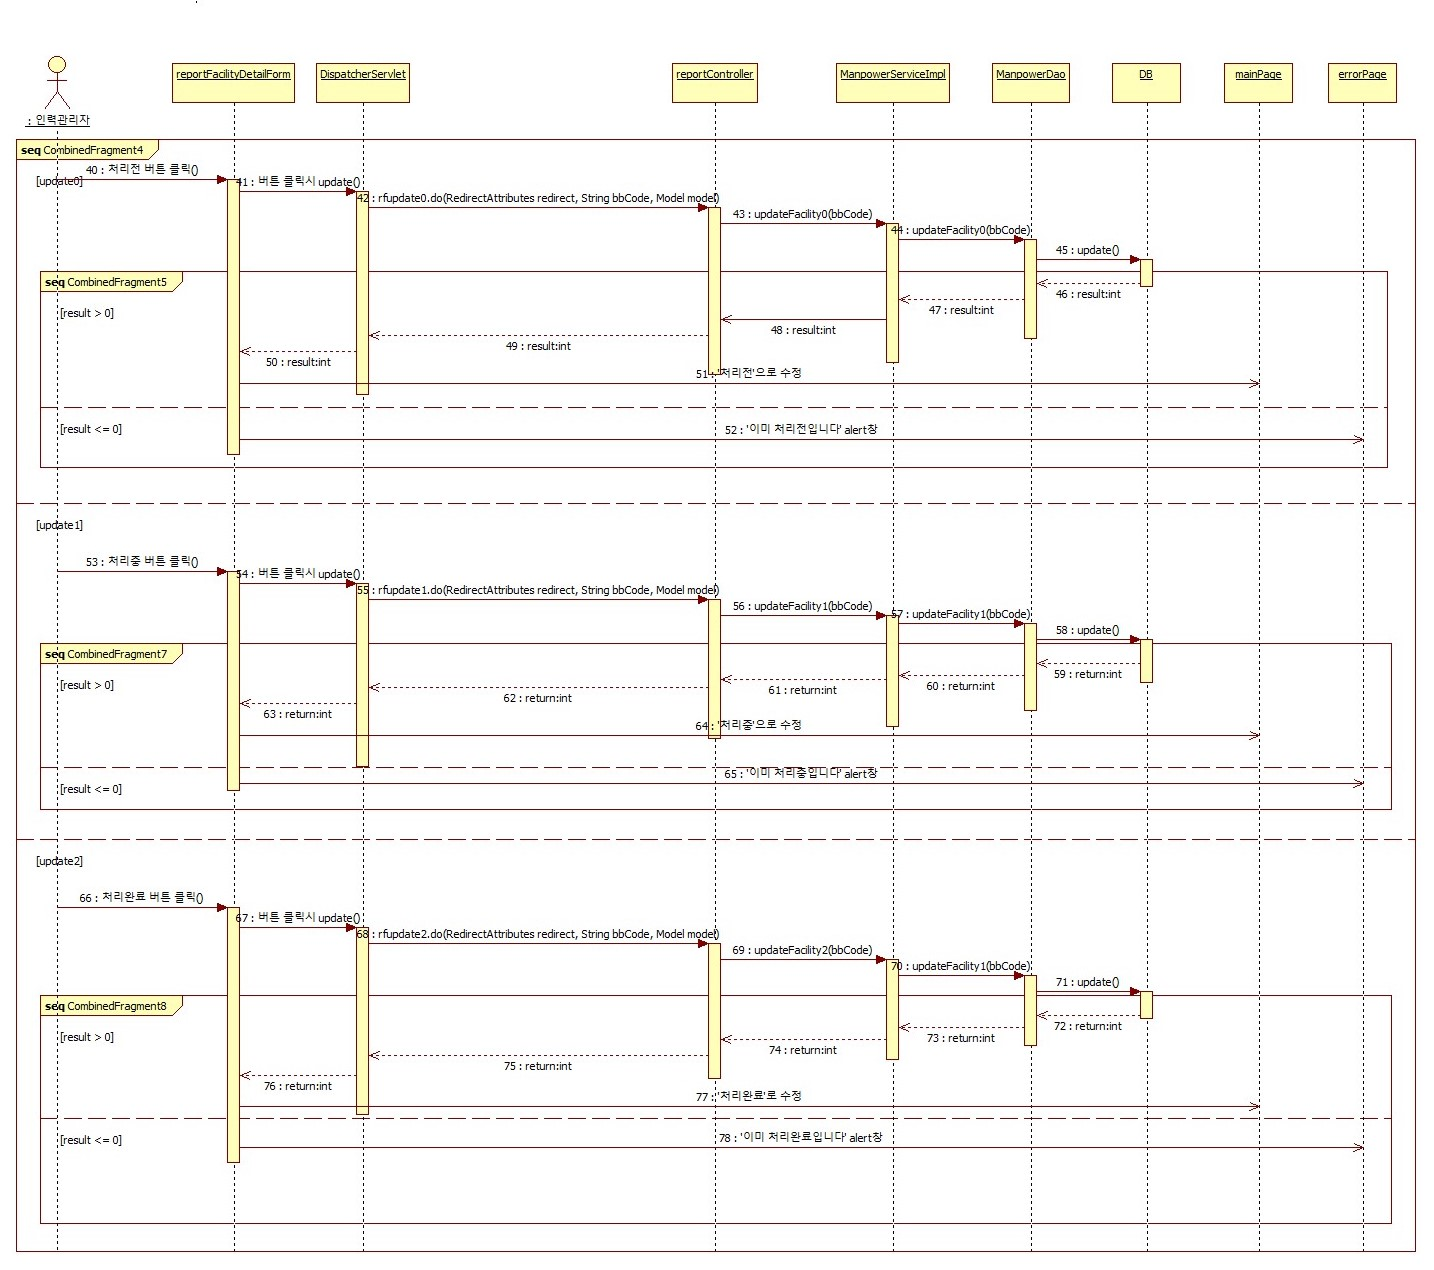 reportFacilityDetailForm
DispatcherServlet
reportController
ManpowerServiceImpl
ManpowerDao
DB
mainPage
errorPage
: 인력관리자
seq CombinedFragment4
[update0]
40 : 처리전 버튼 클릭()
41 : 버튼 클릭시 update()
42 : rfupdate0.do(RedirectAttributes redirect, String bbCode, Model model)
43 : updateFacility0(bbCode)
44 : updateFacility0(bbCode)
45 : update()
seq CombinedFragment5
[result > 0]
46 : result:int
47 : result:int
48 : result:int
49 : result:int
50 : result:int
51 : '처리전'으로 수정
[result <= 0]
52 : '이미 처리전입니다' alert창
[update1]
53 : 처리중 버튼 클릭()
54 : 버튼 클릭시 update()
55 : rfupdate1.do(RedirectAttributes redirect, String bbCode, Model model)
56 : updateFacility1(bbCode)
57 : updateFacility1(bbCode)
58 : update()
seq CombinedFragment7
[result > 0]
59 : return:int
60 : return:int
61 : return:int
62 : return:int
63 : return:int
64 : '처리중'으로 수정
65 : '이미 처리중입니다' alert창
[result <= 0]
[update2]
66 : 처리완료 버튼 클릭()
67 : 버튼 클릭시 update()
68 : rfupdate2.do(RedirectAttributes redirect, String bbCode, Model model)
69 : updateFacility2(bbCode)
70 : updateFacility1(bbCode)
71 : update()
seq CombinedFragment8
[result > 0]
72 : return:int
73 : return:int
74 : return:int
75 : return:int
76 : return:int
77 : '처리완료'로 수정
[result <= 0]
78 : '이미 처리완료입니다' alert창